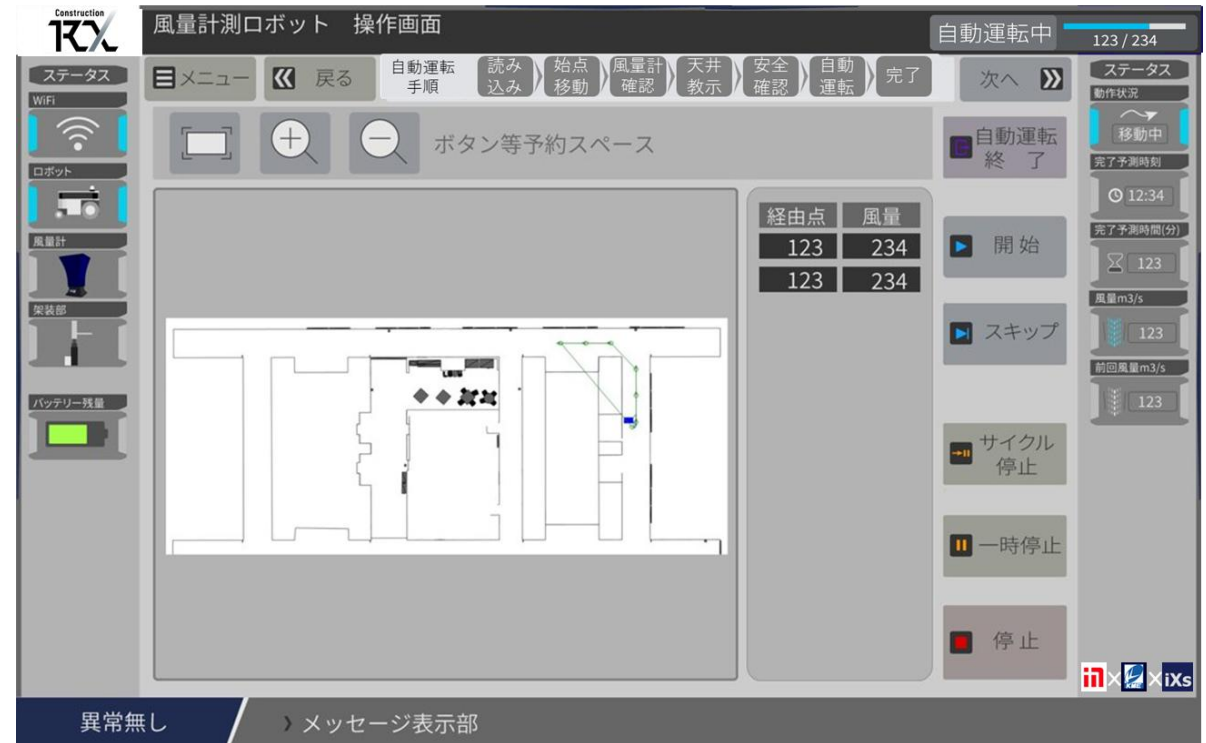 Construction
RX
風量計測ロボット 操作画面
自動運転中
123 / 234
ステータス
WiFi
ロボット
風量計
架装部
バッテリー残量
メニュー
戻る
自動運転
手順
読み
込み
始点
移動
風量計
確認
天井
教示
安全
確認
自動
運転
完了
次へ
ボタン等予約スペース
経由点 風量
123 234
123 234
自動運転
終 了
開始
スキップ
サイクル
停止
一時停止
停止
ステータス
動作状況
移動中
完了予測時刻
12:34
完了予測時間(分)
123
風量m3/s
123
前回風量m3/s
123
iXs
異常無し
メッセージ表示部